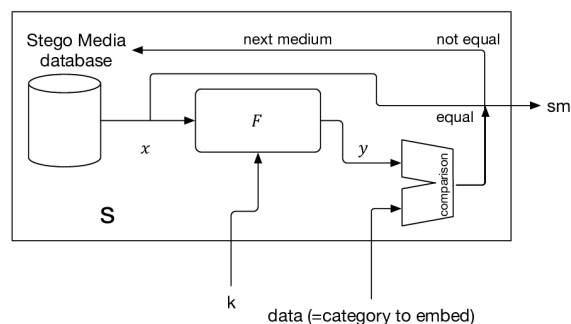 Stego Media
database
next medium
not equal
equal
sm
x
F
y
comparison
S
k
data (=category to embed)